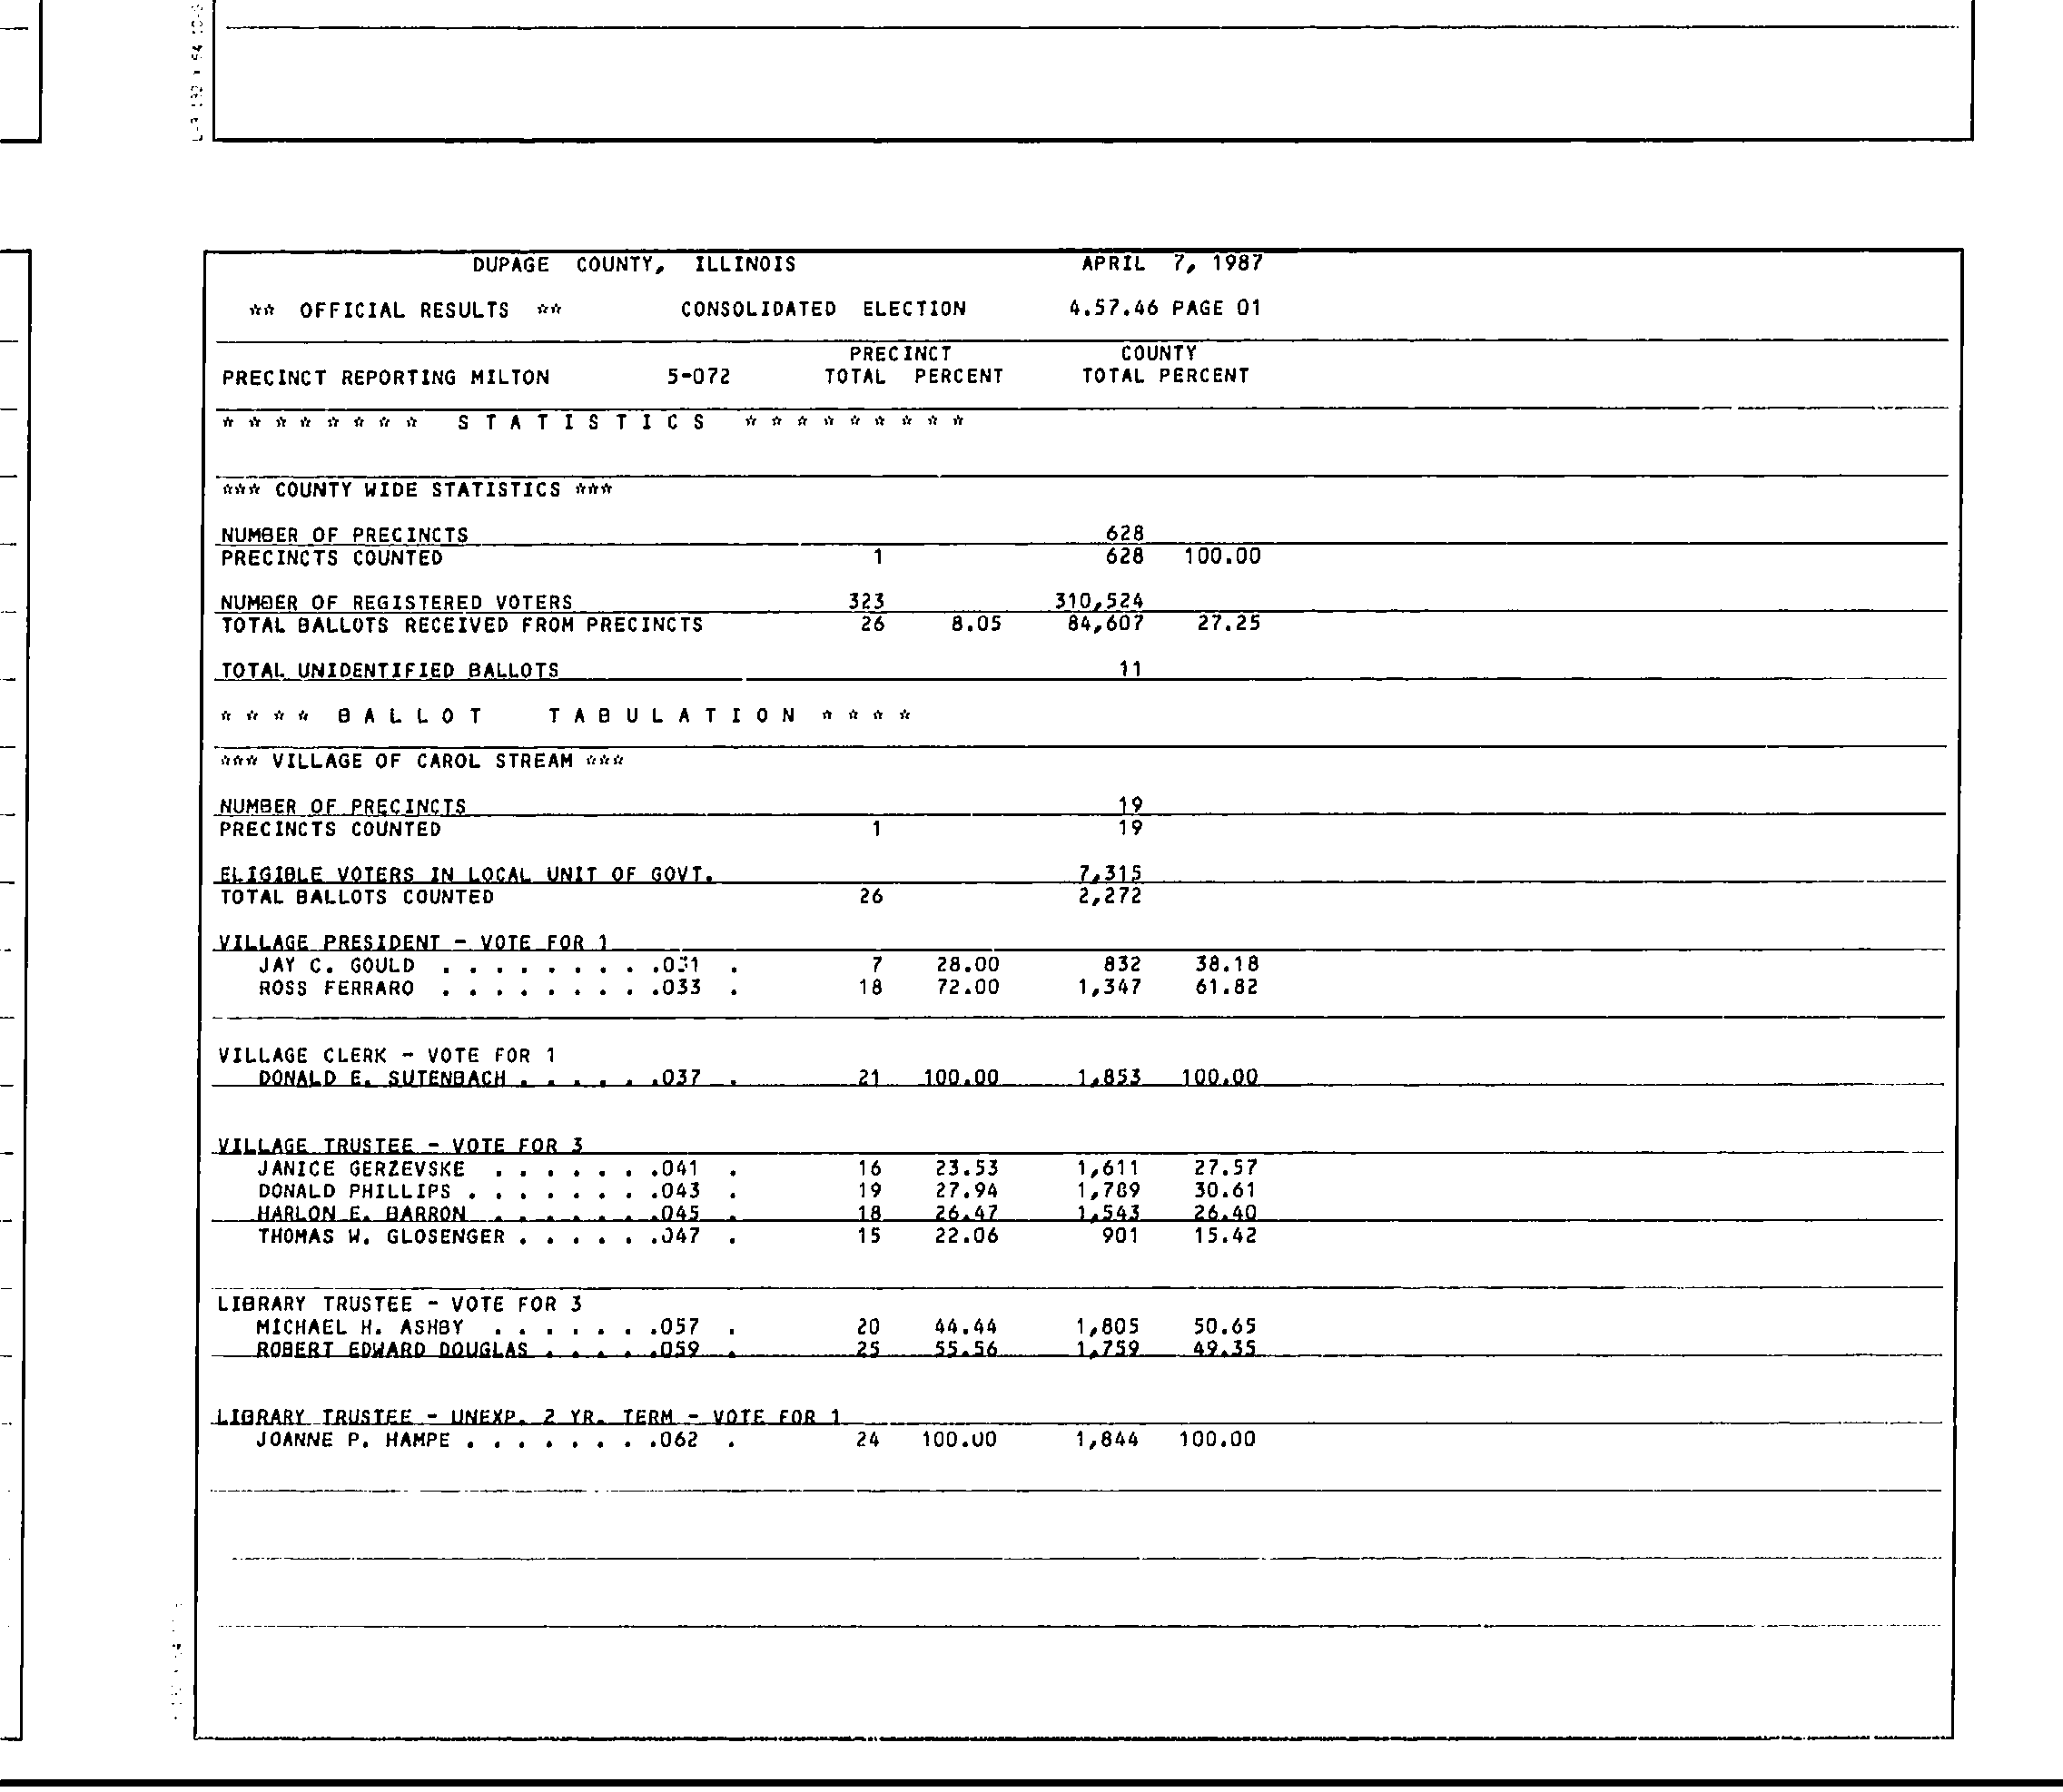 DUPAGE COUNTY, ILLINOIS APRIL 7, 1987
** OFFICIAL RESULTS ** CONSOLIDATED ELECTION 4.57.46 PAGE 01
PRECINCT COUNTY
PRECINCT REPORTING MILTON 5-072 TOTAL PERCENT TOTAL PERCENT
* * * * * * * * S T A T I S T I C S * * * * * * * * *
*** COUNTY WIDE STATISTICS ***
NUMBER OF PRECINCTS 628
PRECINCTS COUNTED 1 628 100.00
NUMBER OF REGISTERED VOTERS 323 310,524
TOTAL BALLOTS RECEIVED FROM PRECINCTS 26 8.05 84,607 27.25
TOTAL UNIDENTIFIED BALLOTS 11
* * * * B A L L O T T A B U L A T I O N * * * *
*** VILLAGE OF CAROL STREAM ***
NUMBER OF PRECINCTS 19
PRECINCTS COUNTED 1 19
ELIGIBLE VOTERS IN LOCAL UNIT OF GOVT. 7,315
TOTAL BALLOTS COUNTED 26 2,272
VILLAGE PRESIDENT - VOTE FOR 1
JAY C. GOULD . . . . . . . . .031 . 7 28.00 832 38.18
ROSS FERRARO . . . . . . . . .033 . 18 72.00 1,347 61.82
VILLAGE CLERK - VOTE FOR 1
DONALD E. SUTENBACH . . . . . .037 . 21 100.00 1,853 100.00
VILLAGE TRUSTEE - VOTE FOR 3
JANICE GERZEVSKE . . . . . . .041 . 16 23.53 1,611 27.57
DONALD PHILLIPS . . . . . . . .043 . 19 27.94 1,789 30.61
HARLON E. BARRON . . . . . . .045 . 18 26.47 1,543 26.40
THOMAS W. GLOSENGER . . . . . .047 . 15 22.06 901 15.42
LIBRARY TRUSTEE - VOTE FOR 3
MICHAEL H. ASHBY . . . . . . .057 . 20 44.44 1,805 50.65
ROBERT EDWARD DOUGLAS . . . . .059 . 25 55.56 1,759 49.35
LIBRARY TRUSTEE - UNEXP. 2 YR. TERM - VOTE FOR 1
JOANNE P. HAMPE . . . . . . . .062 . 24 100.00 1,844 100.00